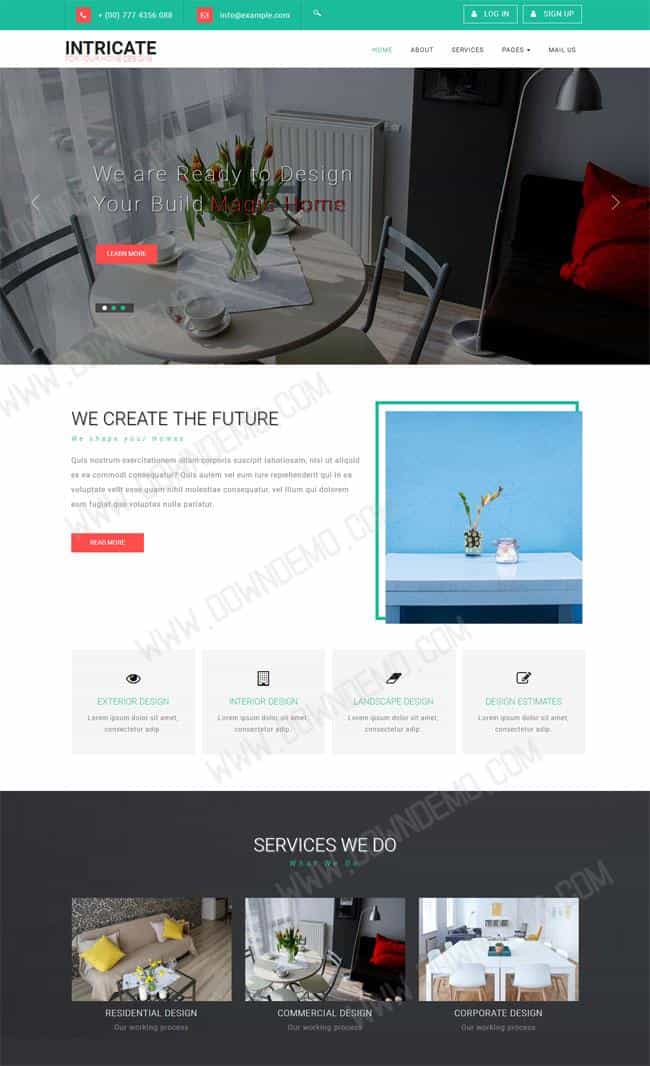 + (00) 777 4356 088
info@example.com
LOG IN
SIGN UP
INTRICATE
FOR YOUR HOME DESIGNS
HOME
ABOUT
SERVICES
PAGES
MAIL US
We are Ready to Design
Your Build Magic Home
LEARN MORE
WE CREATE THE FUTURE
We shape your Homes
Quis nostrum exercitationem ullam corporis suscipit laboriosam, nisi ut aliquid
ex ea commodi consequatur? Quis autem vel eum iure reprehenderit qui in ea
voluptate velit esse quam nihil molestiae consequatur, vel illum qui dolorem
eum fugiat quo voluptas nulla pariatur.
READ MORE
EXTERIOR DESIGN
Lorem ipsum dolor sit amet,
consectetur adip.
INTERIOR DESIGN
Lorem ipsum dolor sit amet,
consectetur adip.
LANDSCAPE DESIGN
Lorem ipsum dolor sit amet,
consectetur adip.
DESIGN ESTIMATES
Lorem ipsum dolor sit amet,
consectetur adip.
SERVICES WE DO
What We Do
RESIDENTIAL DESIGN
Our working process
COMMERCIAL DESIGN
Our working process
CORPORATE DESIGN
Our working process
WWW.DOWNDEMO.COM
WWW.DOWNDEMO.COM
WWW.DOWNDEMO.COM
WWW.DOWNDEMO.COM
WWW.DOWNDEMO.COM